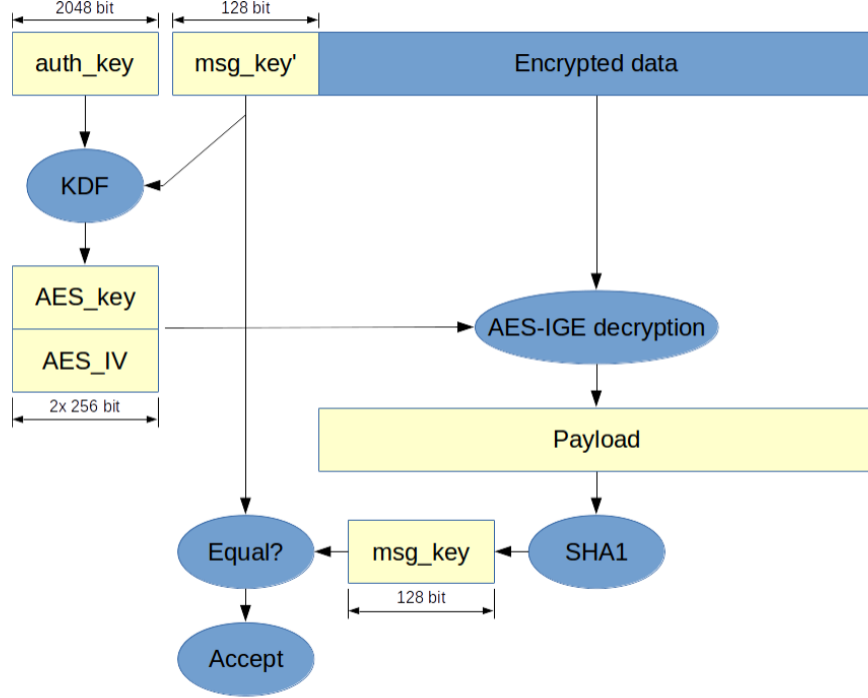 2048 bit
128 bit
auth_key
msg_key'
Encrypted data
KDF
AES_key
AES_IV
AES-IGE decryption
2x 256 bit
Payload
Equal?
msg_key
SHA1
128 bit
Accept